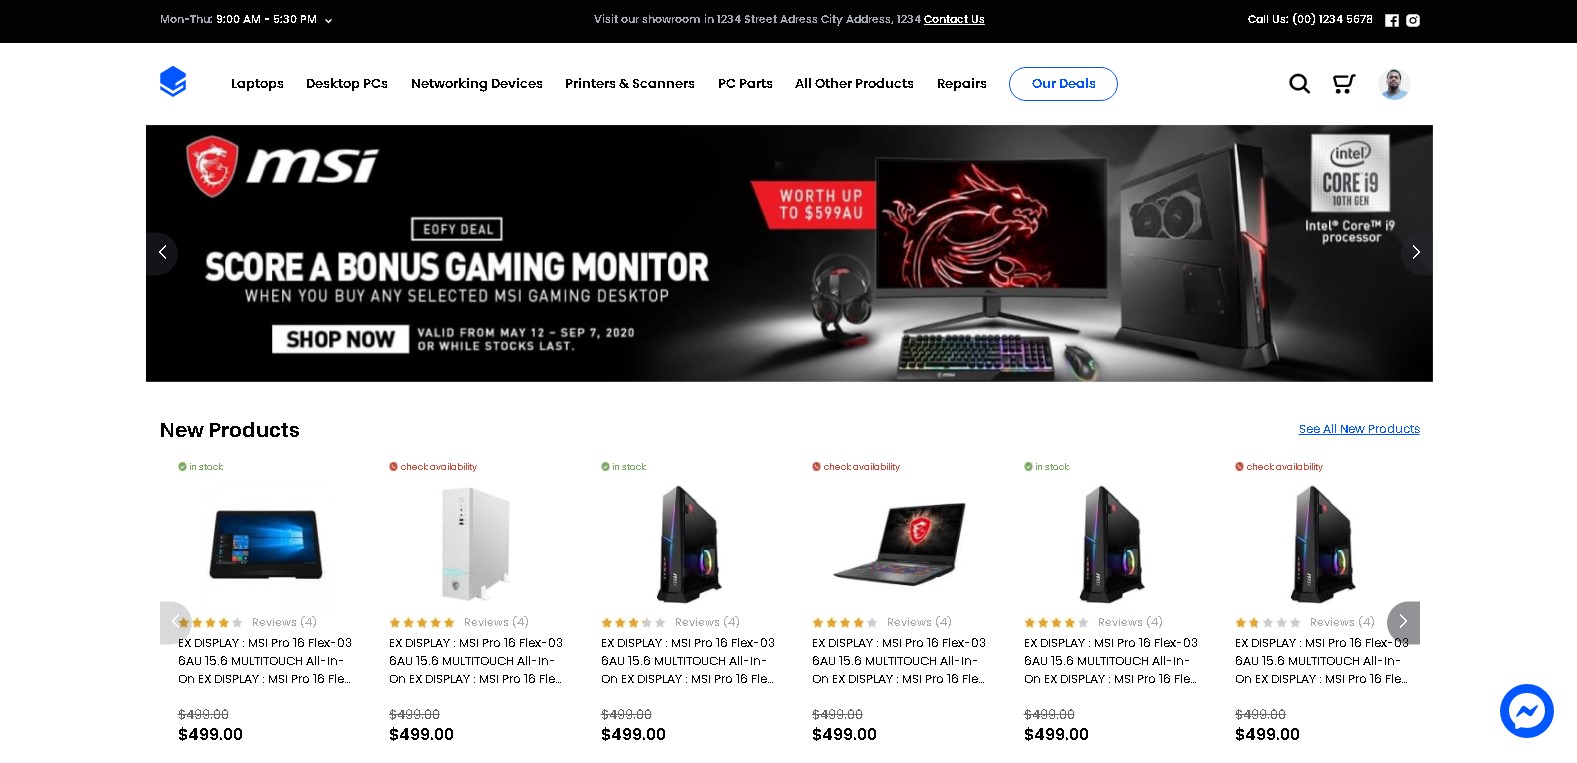 Mon-Thu: 9:00 AM - 5:30 PM
Visit our showroom in 1234 Street Adress City Address, 1234 Contact Us
Call Us: (00) 1234 5678
Laptops Desktop PCs Networking Devices Printers & Scanners PC Parts All Other Products Repairs Our Deals
msi
EOFY DEAL
SCORE A BONUS GAMING MONITOR
WHEN YOU BUY ANY SELECTED MSI GAMING DESKTOP
SHOP NOW
VALID FROM MAY 12 – SEP 7, 2020
OR WHILE STOCKS LAST.
WORTH UP
TO $599AU
msi
intel
CORE i9
10TH GEN
Intel® Core™ i9
processor
New Products
See All New Products
in stock check availability in stock check availability in stock check availability
Reviews (4) Reviews (4) Reviews (4) Reviews (4) Reviews (4) Reviews (4)
EX DISPLAY : MSI Pro 16 Flex-03
6AU 15.6 MULTITOUCH All-In-
On EX DISPLAY : MSI Pro 16 Fle...
$499.00
$499.00
EX DISPLAY : MSI Pro 16 Flex-03
6AU 15.6 MULTITOUCH All-In-
On EX DISPLAY : MSI Pro 16 Fle...
$499.00
$499.00
EX DISPLAY : MSI Pro 16 Flex-03
6AU 15.6 MULTITOUCH All-In-
On EX DISPLAY : MSI Pro 16 Fle...
$499.00
$499.00
EX DISPLAY : MSI Pro 16 Flex-03
6AU 15.6 MULTITOUCH All-In-
On EX DISPLAY : MSI Pro 16 Fle...
$499.00
$499.00
EX DISPLAY : MSI Pro 16 Flex-03
6AU 15.6 MULTITOUCH All-In-
On EX DISPLAY : MSI Pro 16 Fle...
$499.00
$499.00
EX DISPLAY : MSI Pro 16 Flex-03
6AU 15.6 MULTITOUCH All-In-
On EX DISPLAY : MSI Pro 16 Fle...
$499.00
$499.00